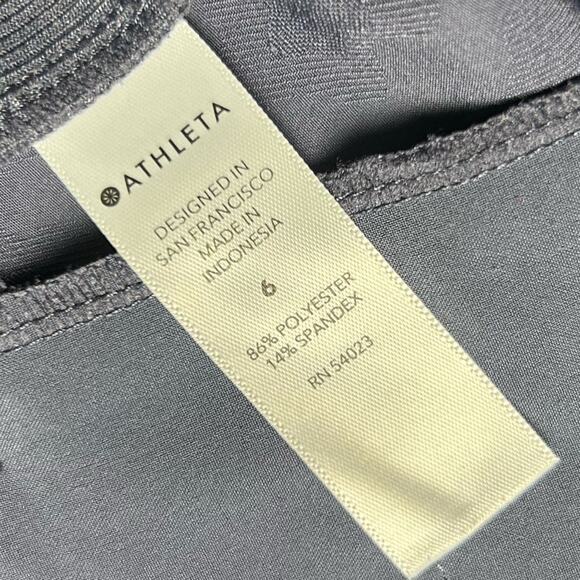 ATHLETA
DESIGNED IN
SAN FRANCISCO
MADE IN
INDONESIA
6
86% POLYESTER
14% SPANDEX
RN 54023